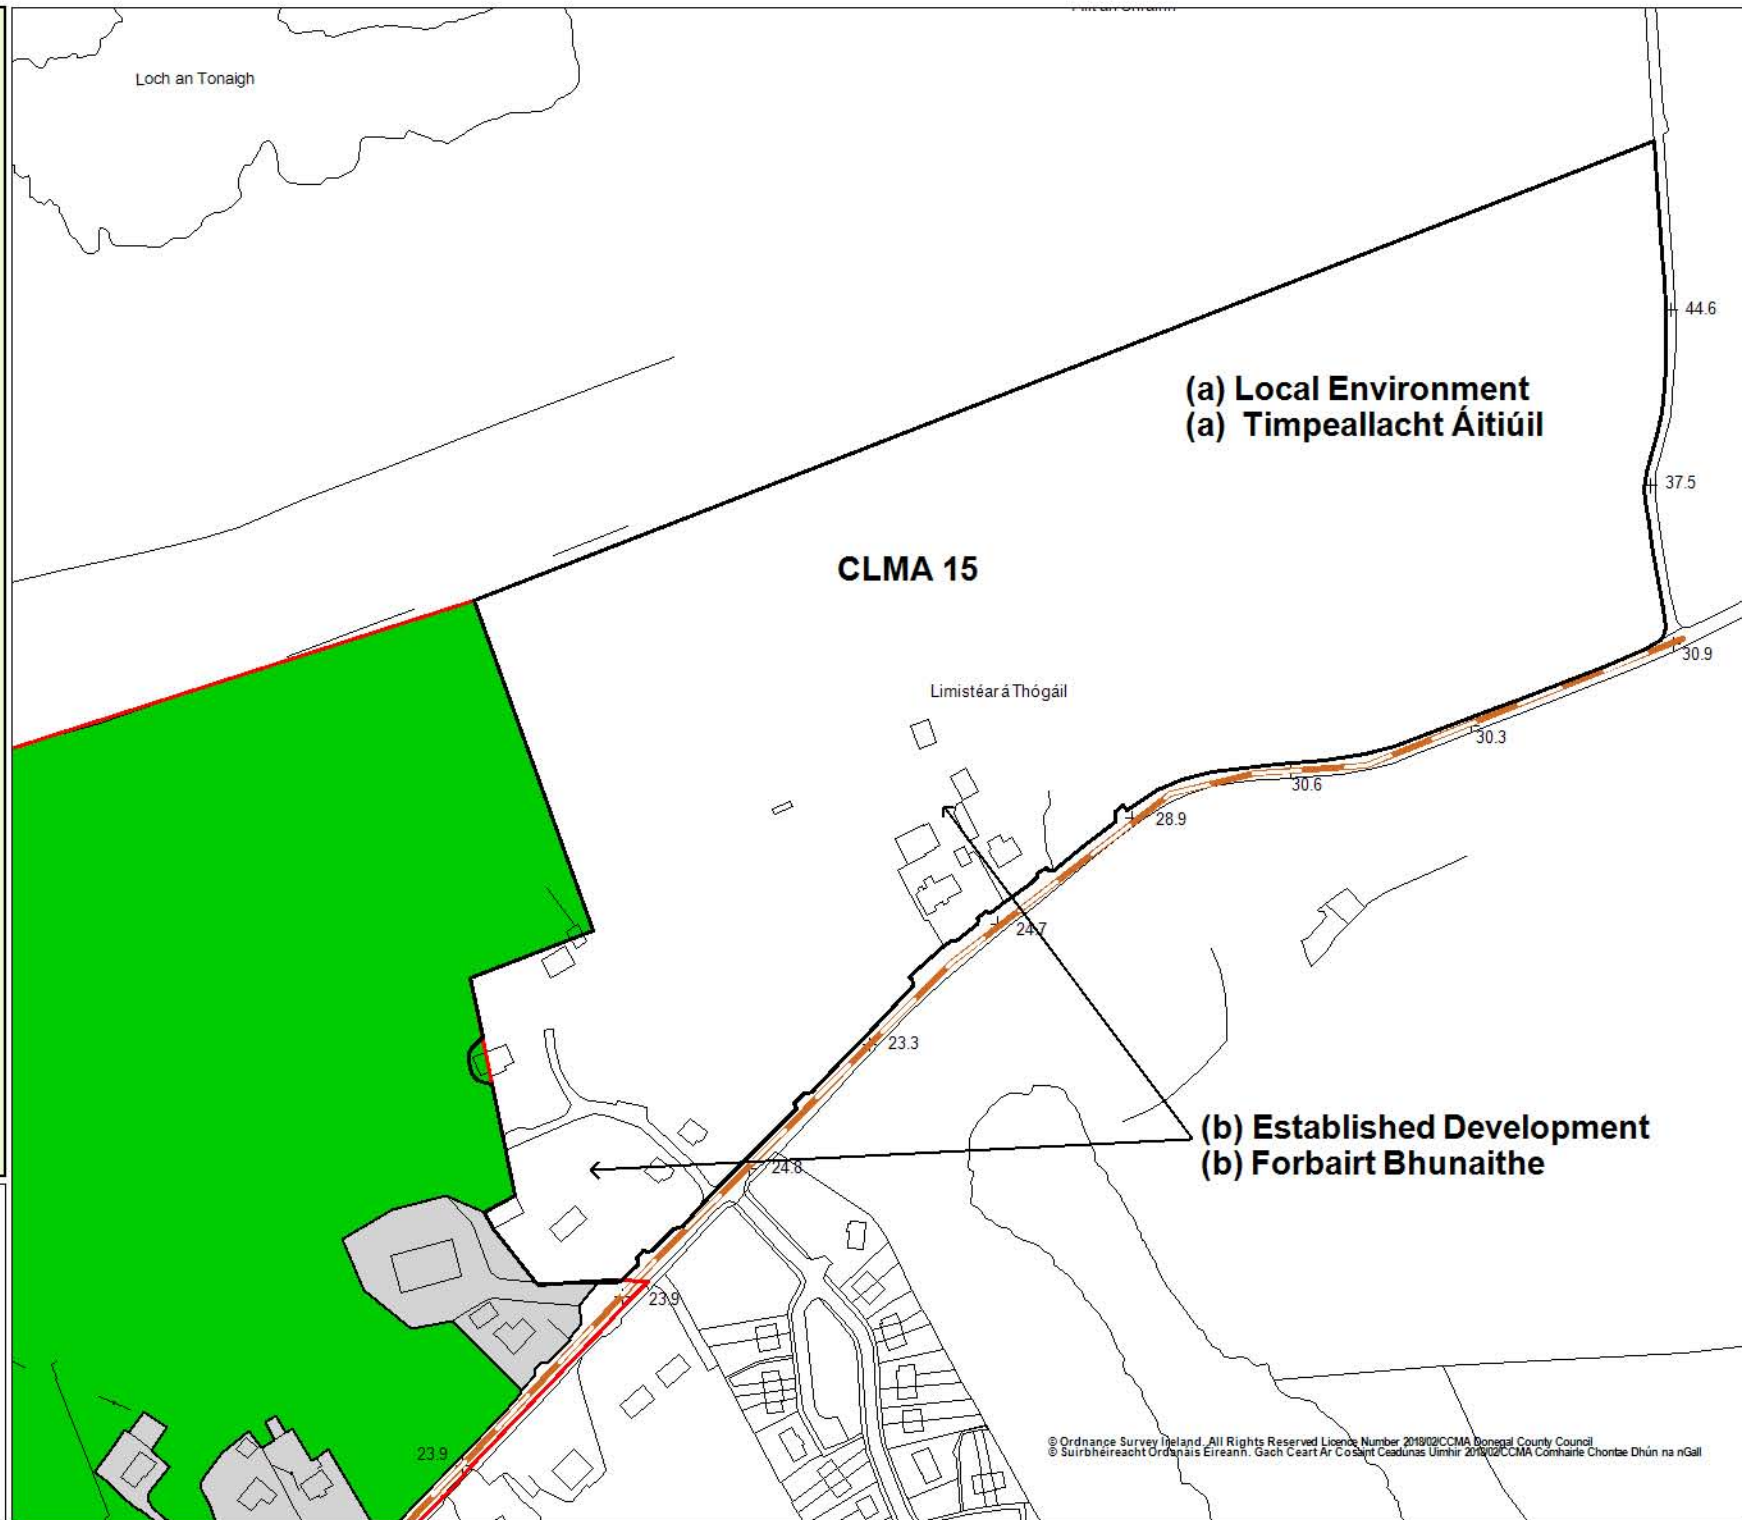 Loch an Tonaigh
44.6
(a) Local Environment
(a) Timpeallacht Áitiúil
37.5
CLMA 15
30.9
Limistéar á Thógáil
30.3
30.6
28.9
24.7
23.3
(b) Established Development
(b) Forbairt Bhunaithe
24.8
23.9
23.9
© Ordnance Survey Ireland. All Rights Reserved Licence Number 2018/02/CCMA Donegal County Council
© Suirbhéireacht Ordanáis Éireann. Gach Ceart Ar Cosaint Ceadúnas Uimhir 2018/02/CCMA Comhairle Chontae Dhún na nGall